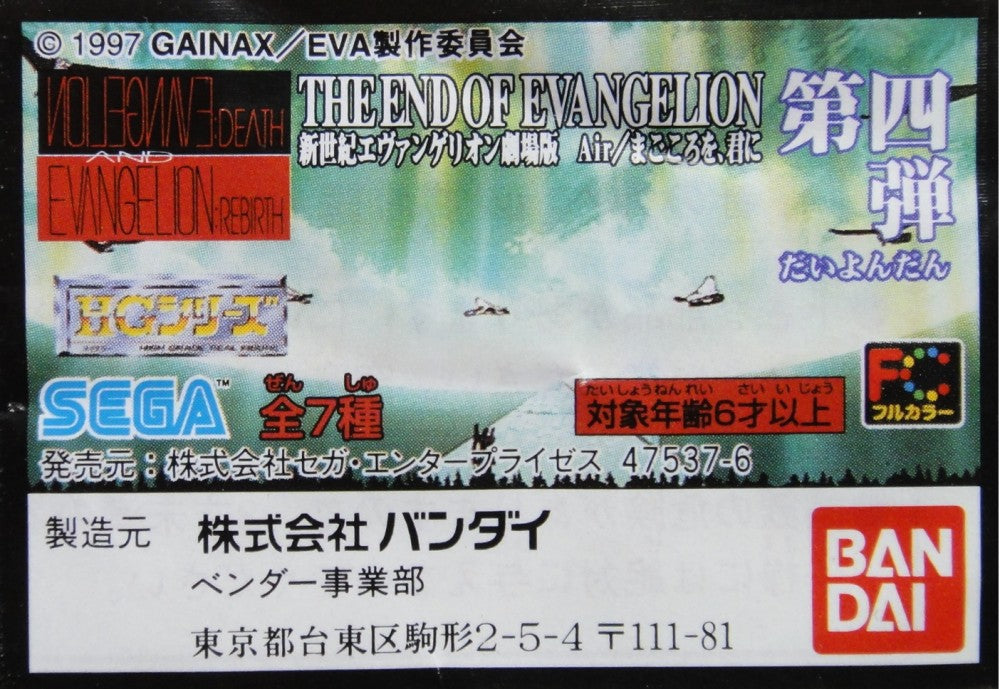 © 1997 GAINAX／EVA製作委員会
EVANGELION:DEATH
AND
EVANGELION:REBIRTH
THE END OF EVANGELION
新世紀エヴァンゲリオン劇場版 Air／まごころを、君に
第四弾
だいよんだん
HGシリーズ
SEGA™
ぜん しゅ
全7種
たいしょうねんれい さい いじょう
対象年齢6才以上
FC
フルカラー
発売元：株式会社セガ・エンタープライゼス 47537-6
製造元 株式会社 バンダイ
ベンダー事業部
東京都台東区駒形2-5-4 〒111-81
BAN
DAI